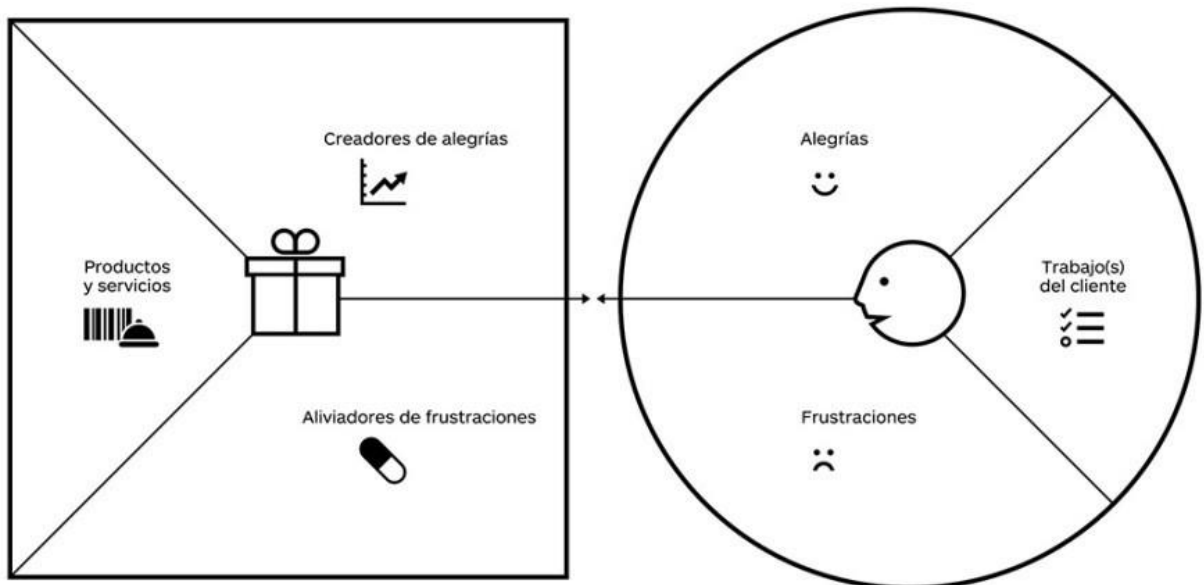 Creadores de alegrías
Productos
y servicios
Aliviadores de frustraciones
Alegrías
Trabajo(s)
del cliente
Frustraciones